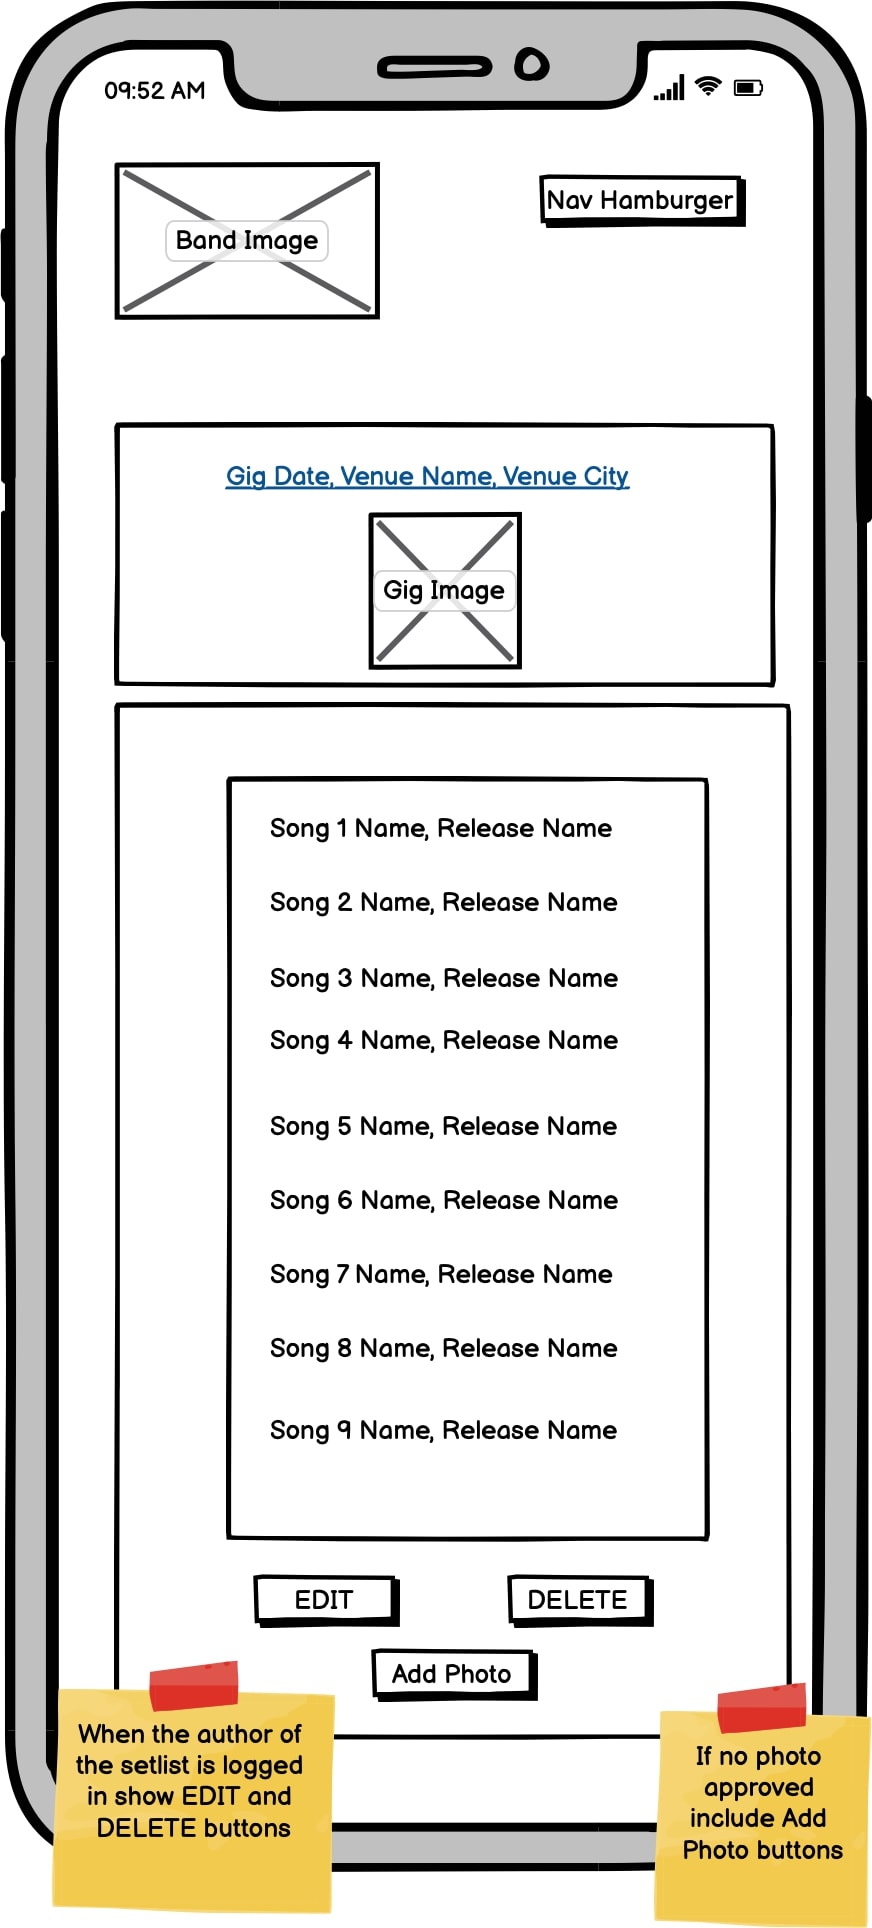 09:52 AM
Band Image
Nav Hamburger
Gig Date, Venue Name, Venue City
Gig Image
Song 1 Name, Release Name
Song 2 Name, Release Name
Song 3 Name, Release Name
Song 4 Name, Release Name
Song 5 Name, Release Name
Song 6 Name, Release Name
Song 7 Name, Release Name
Song 8 Name, Release Name
Song 9 Name, Release Name
EDIT
DELETE
Add Photo
When the author of
the setlist is logged
in show EDIT and
DELETE buttons
If no photo
approved
include Add
Photo buttons